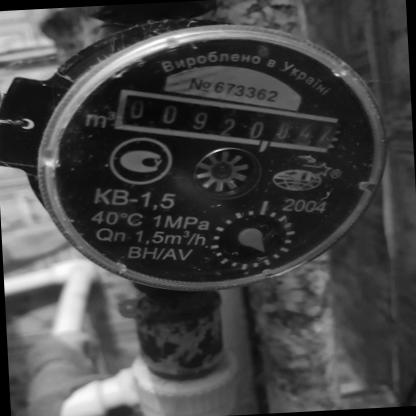 Вироблено в Україні
№673362
m³ 00920
КВ-1,5
2004
40°C 1MPa
Qn 1,5m³/h
BH/AV